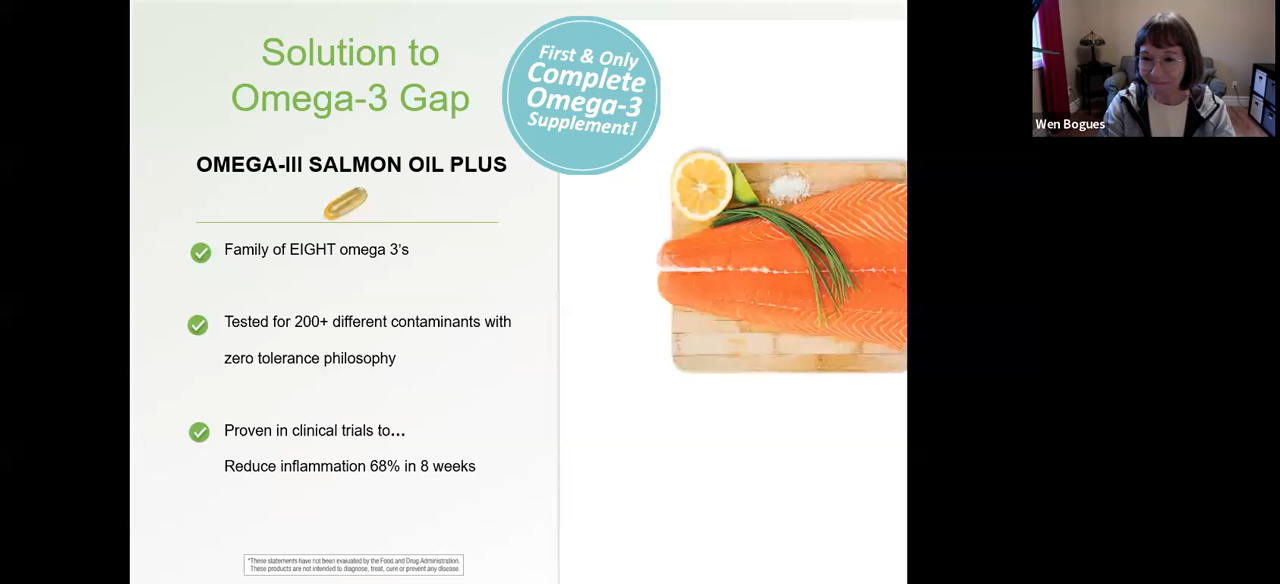 Solution to
Omega-3 Gap
First & Only
Complete
Omega-3
Supplement!
OMEGA-III SALMON OIL PLUS
Family of EIGHT omega 3's
Tested for 200+ different contaminants with
zero tolerance philosophy
Proven in clinical trials to...
Reduce inflammation 68% in 8 weeks
*These statements have not been evaluated by the Food and Drug Administration.
These products are not intended to diagnose, treat, cure or prevent any disease.
Wen Bogues